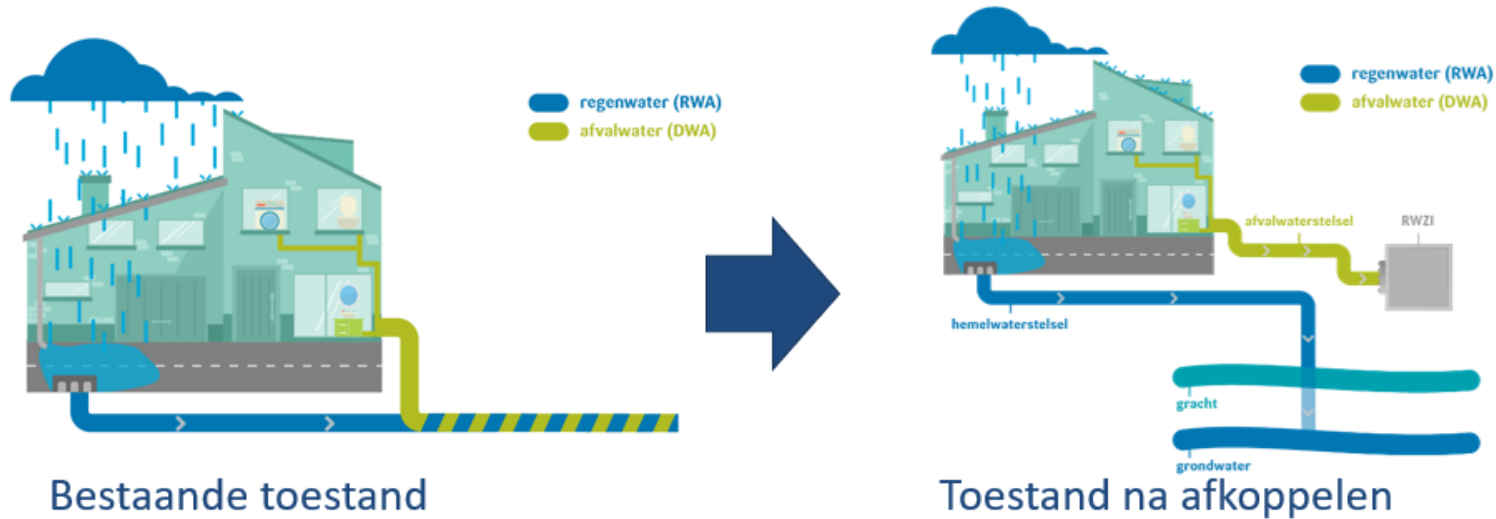 regenwater (RWA)
afvalwater (DWA)
Bestaande toestand
regenwater (RWA)
afvalwater (DWA)
afvalwaterstelsel
RWZI
hemelwaterstelsel
gracht
grondwater
Toestand na afkoppelen